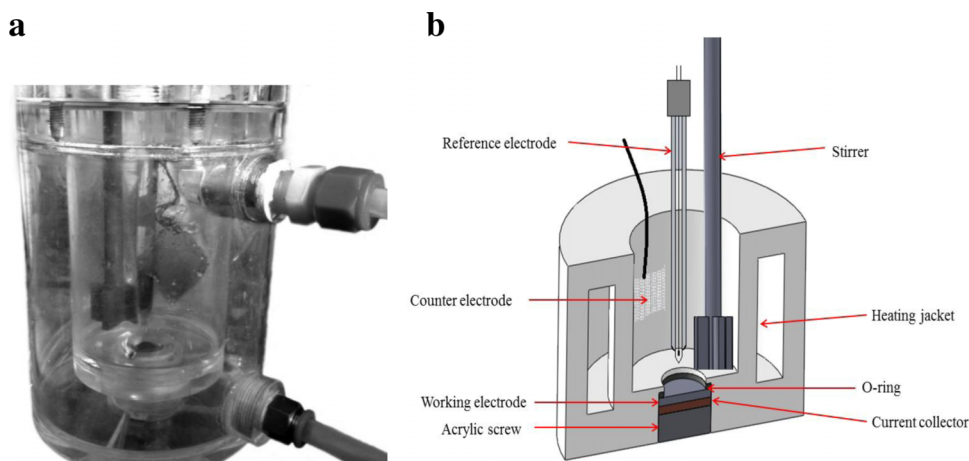 a
b
Reference electrode
Stirrer
Counter electrode
Heating jacket
O-ring
Working electrode
Current collector
Acrylic screw